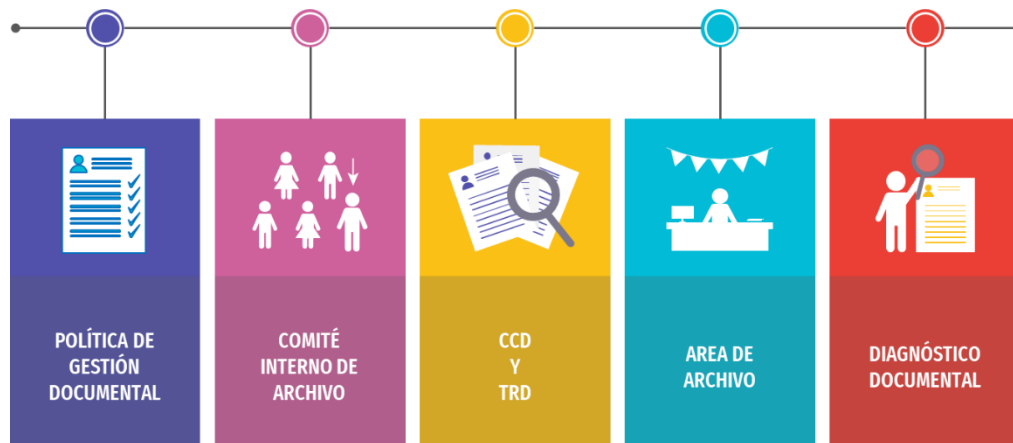 POLÍTICA DE
GESTIÓN
DOCUMENTAL
COMITÉ
INTERNO DE
ARCHIVO
CCD
Y
TRD
AREA DE
ARCHIVO
DIAGNÓSTICO
DOCUMENTAL